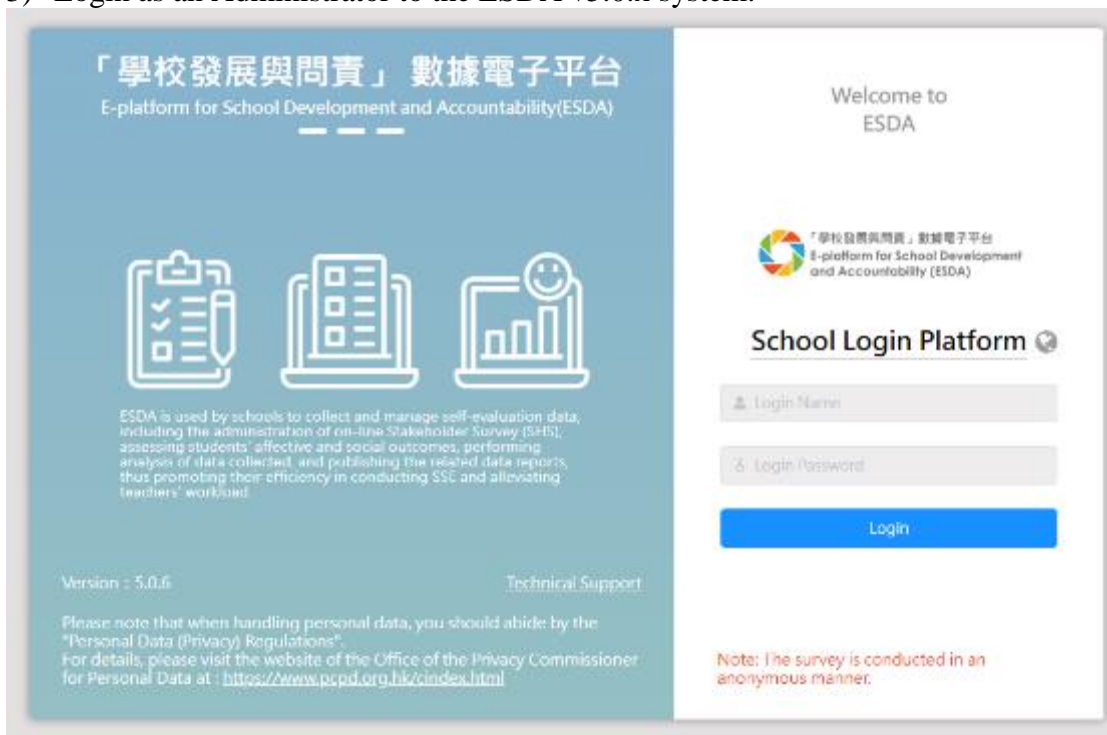 3) Login as an Administrator to the ESDA V5.0.x system.
「學校發展與問責」 數據電子平台
E-platform for School Development and Accountability(ESDA)
ESDA is used by schools to collect and manage self-evaluation data,
including the administration of on-line Stakeholder Survey (SHS),
assessing students' affective and social outcomes, performing
analysis of data collected, and publishing the related data reports,
thus promoting their efficiency in conducting SSE and alleviating
teachers' workload.
Version : 5.0.6
Technical Support
Please note that when handling personal data, you should abide by the
"Personal Data (Privacy) Regulations".
For details, please visit the website of the Office of the Privacy Commissioner
for Personal Data at : https://www.pcpd.org.hk/cindex.html
Welcome to
ESDA
「學校發展與問責」數據電子平台
E-platform for School Development
and Accountability (ESDA)
School Login Platform
Login Name
Login Password
Login
Note: The survey is conducted in an
anonymous manner.